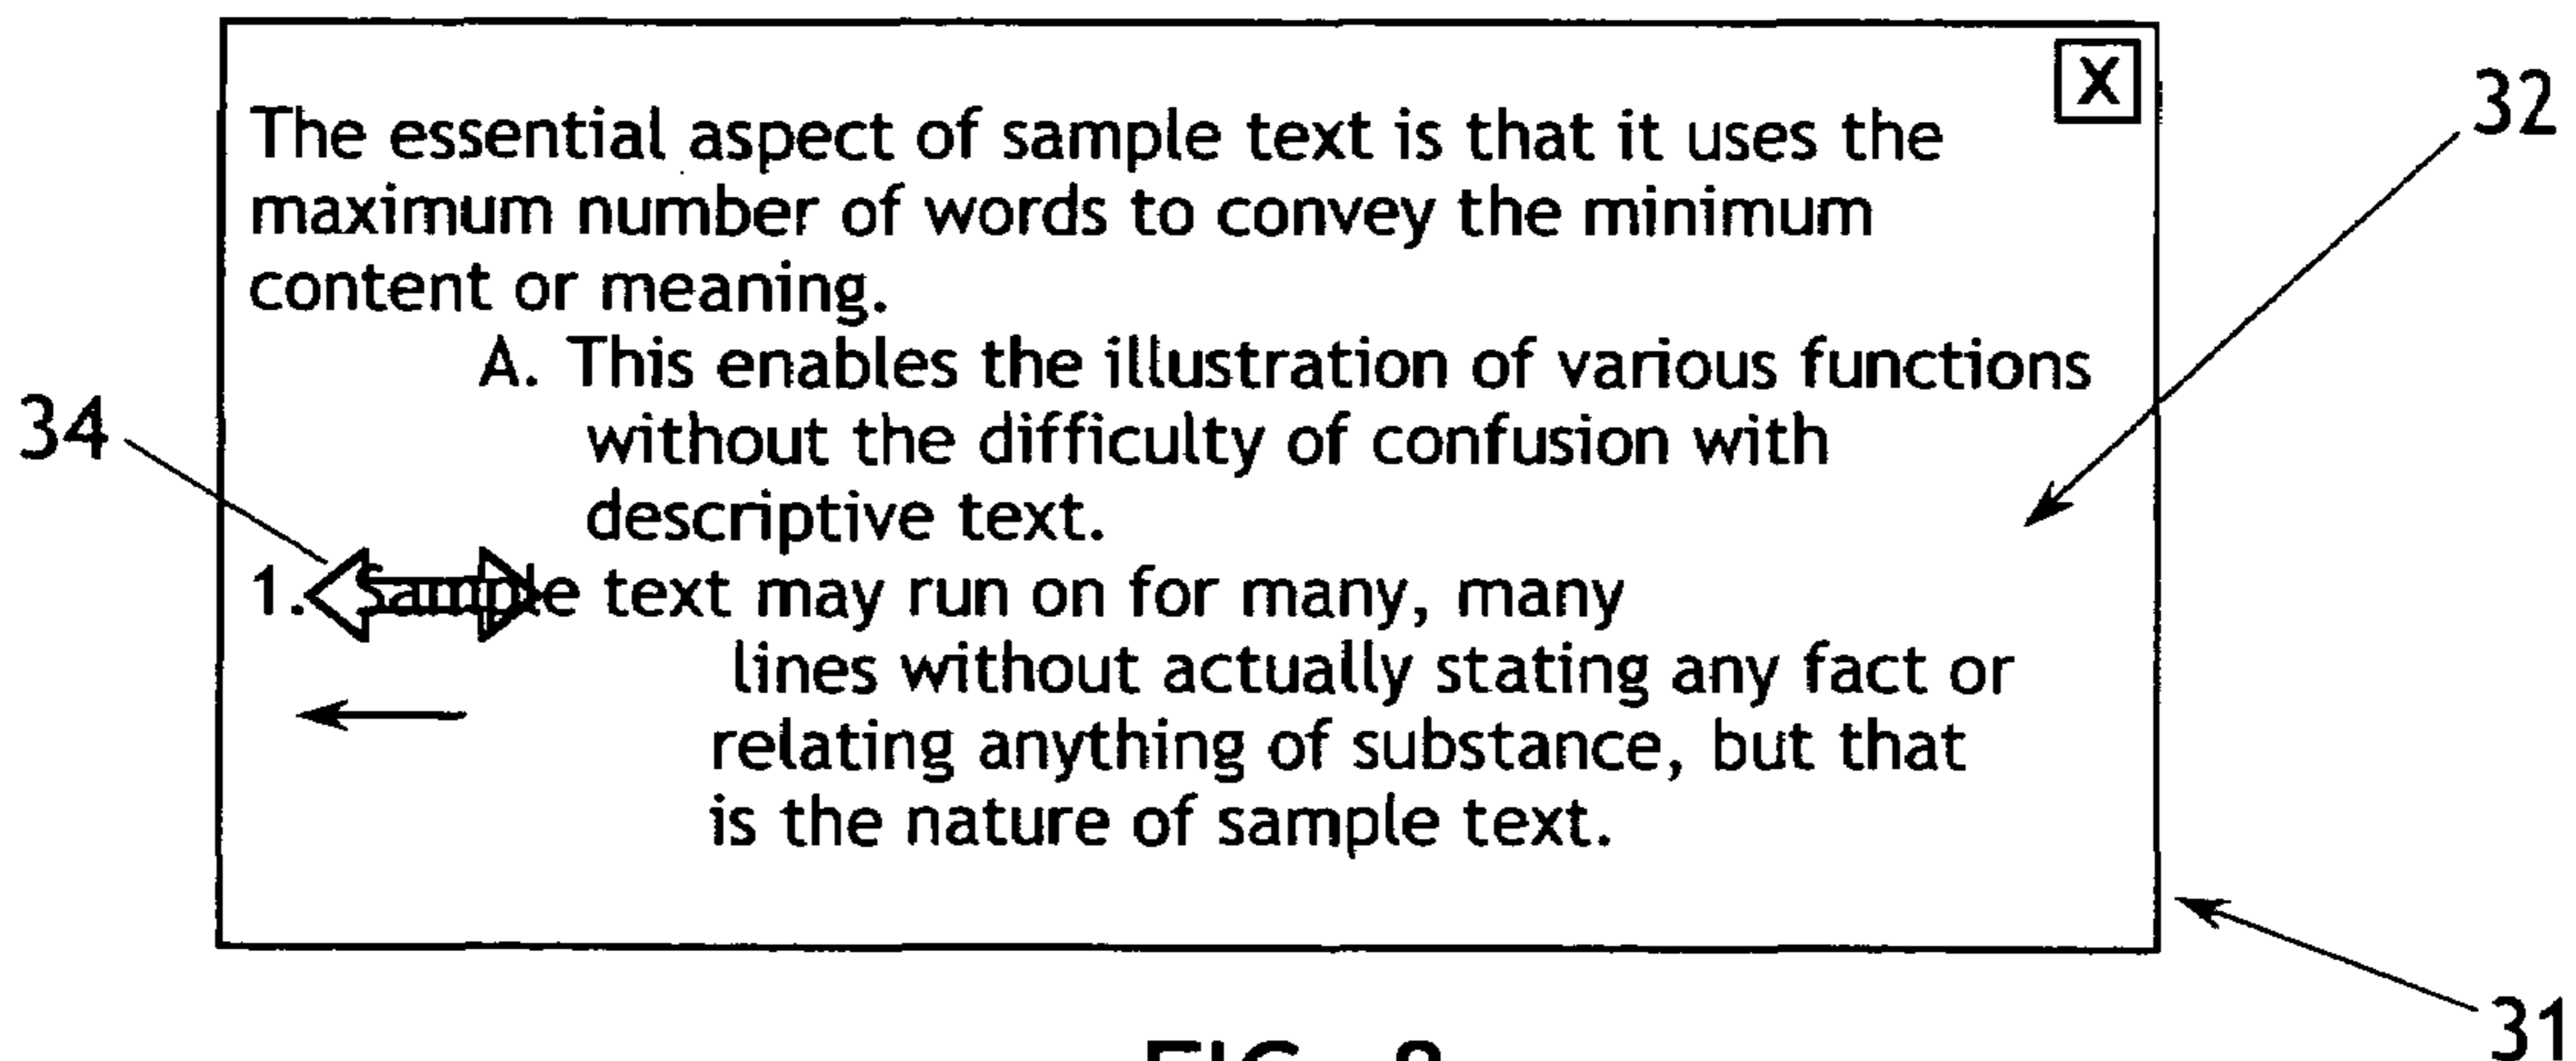 X
The essential aspect of sample text is that it uses the
maximum number of words to convey the minimum
content or meaning.
A. This enables the illustration of various functions
without the difficulty of confusion with
descriptive text.
1. Sample text may run on for many, many
lines without actually stating any fact or
relating anything of substance, but that
is the nature of sample text.
32
34
31
FIG. 8